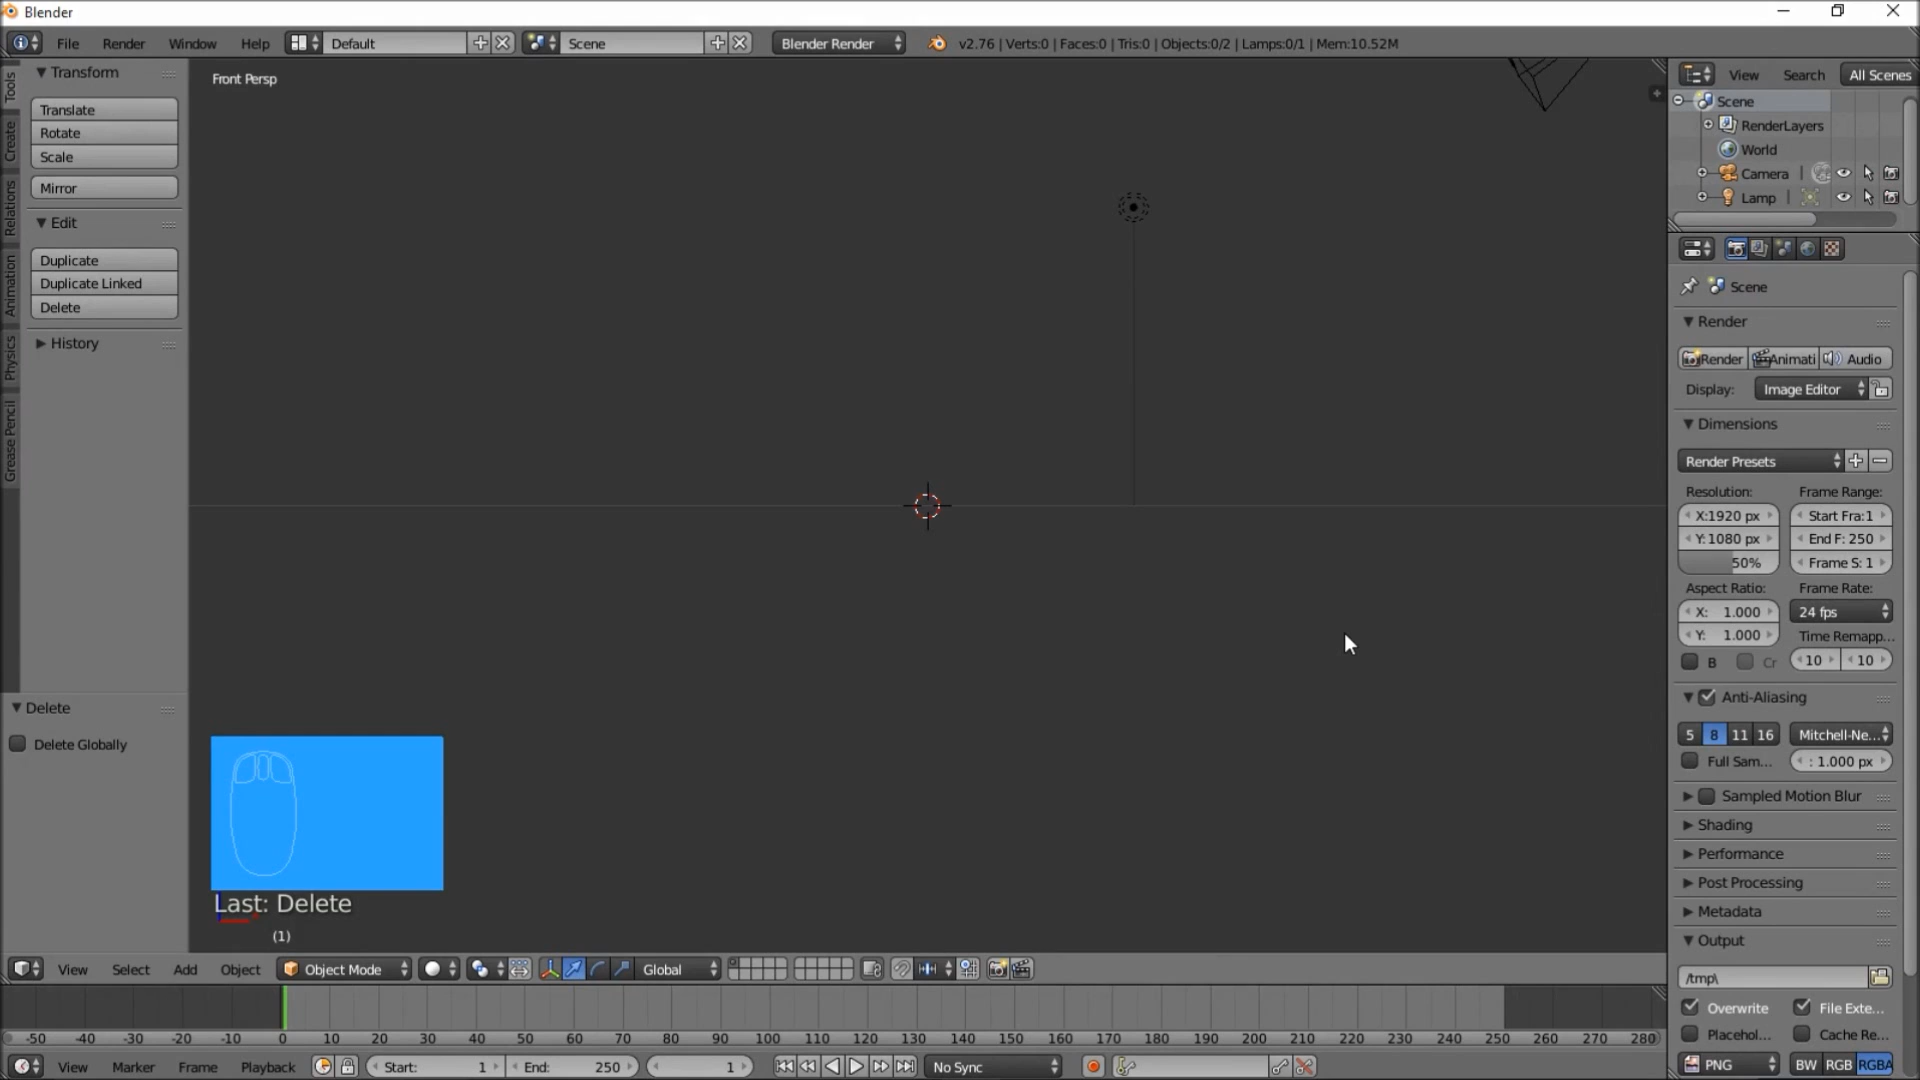 Blender
File Render Window Help Default Scene Blender Render v2.76 | Verts:0 | Faces:0 | Tris:0 | Objects:0/2 | Lamps:0/1 | Mem:10.52M
Tools
Create
Relations
Animation
Physics
Grease Pencil
Transform
Translate
Rotate
Scale
Mirror
Edit
Duplicate
Duplicate Linked
Delete
History
Delete
Delete Globally
Front Persp
Last: Delete
(1)
View Search All Scenes
Scene
RenderLayers
World
Camera
Lamp
Scene
Render
Render Animati Audio
Display: Image Editor
Dimensions
Render Presets
Resolution: Frame Range:
X:1920 px Start Fra:1
Y:1080 px End F: 250
50% Frame S: 1
Aspect Ratio: Frame Rate:
X: 1.000 24 fps
Y: 1.000 Time Remapp...
B Cr 10 10
Anti-Aliasing
5 8 11 16 Mitchell-Ne...
Full Sam... : 1.000 px
Sampled Motion Blur
Shading
Performance
Post Processing
Metadata
Output
/tmp\
Overwrite File Exte...
Placehol... Cache Re...
PNG BW RGB RGBA
View Select Add Object Object Mode Global
-50 -40 -30 -20 -10 0 10 20 30 40 50 60 70 80 90 100 110 120 130 140 150 160 170 180 190 200 210 220 230 240 250 260 270 280
View Marker Frame Playback Start: 1 End: 250 1 No Sync